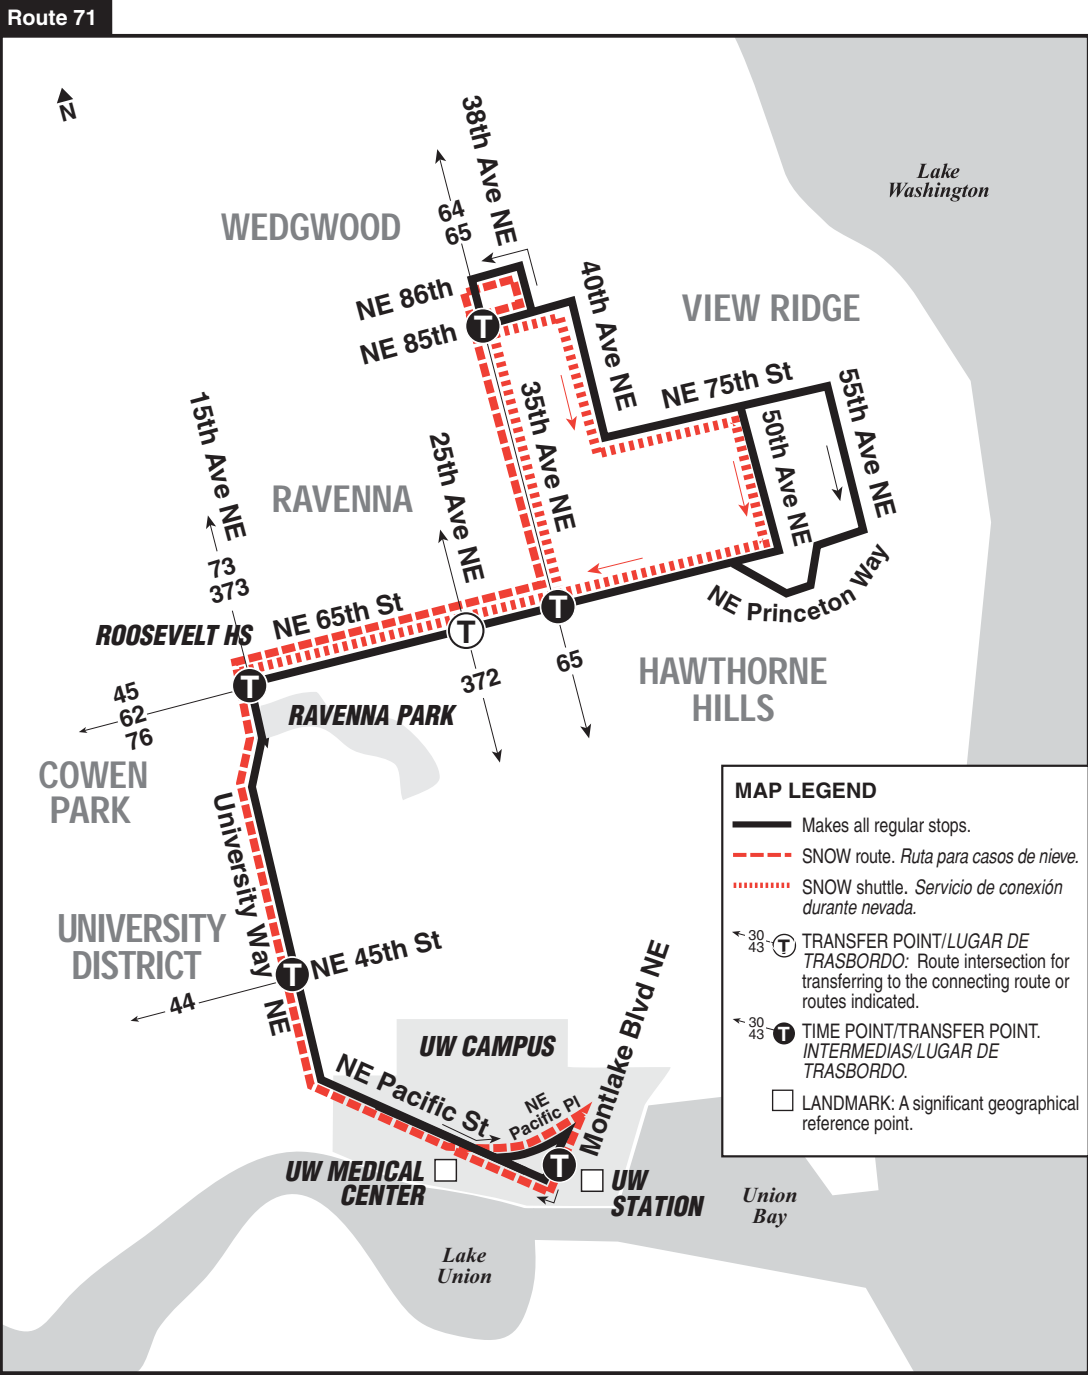 Route 71
N
Lake
Washington
38th Ave NE
64
65
WEDGWOOD
NE 86th
NE 85th
40th Ave NE
VIEW RIDGE
NE 75th St
55th Ave NE
50th Ave NE
35th Ave NE
15th Ave NE
25th Ave NE
RAVENNA
73
373
NE Princeton Way
NE 65th St
ROOSEVELT HS
T
T
T
T
65
372
HAWTHORNE
HILLS
45
62
76
RAVENNA PARK
COWEN
PARK
University Way NE
UNIVERSITY
DISTRICT
T
NE 45th St
44
UW CAMPUS
Montlake Blvd NE
NE Pacific St
NE
Pacific Pl
T
UW MEDICAL
CENTER
UW
STATION
Union
Bay
Lake
Union
MAP LEGEND
Makes all regular stops.
SNOW route. Ruta para casos de nieve.
SNOW shuttle. Servicio de conexión
durante nevada.
30
43
T
TRANSFER POINT/LUGAR DE
TRASBORDO: Route intersection for
transferring to the connecting route or
routes indicated.
30
43
T
TIME POINT/TRANSFER POINT.
INTERMEDIAS/LUGAR DE
TRASBORDO.
LANDMARK: A significant geographical
reference point.